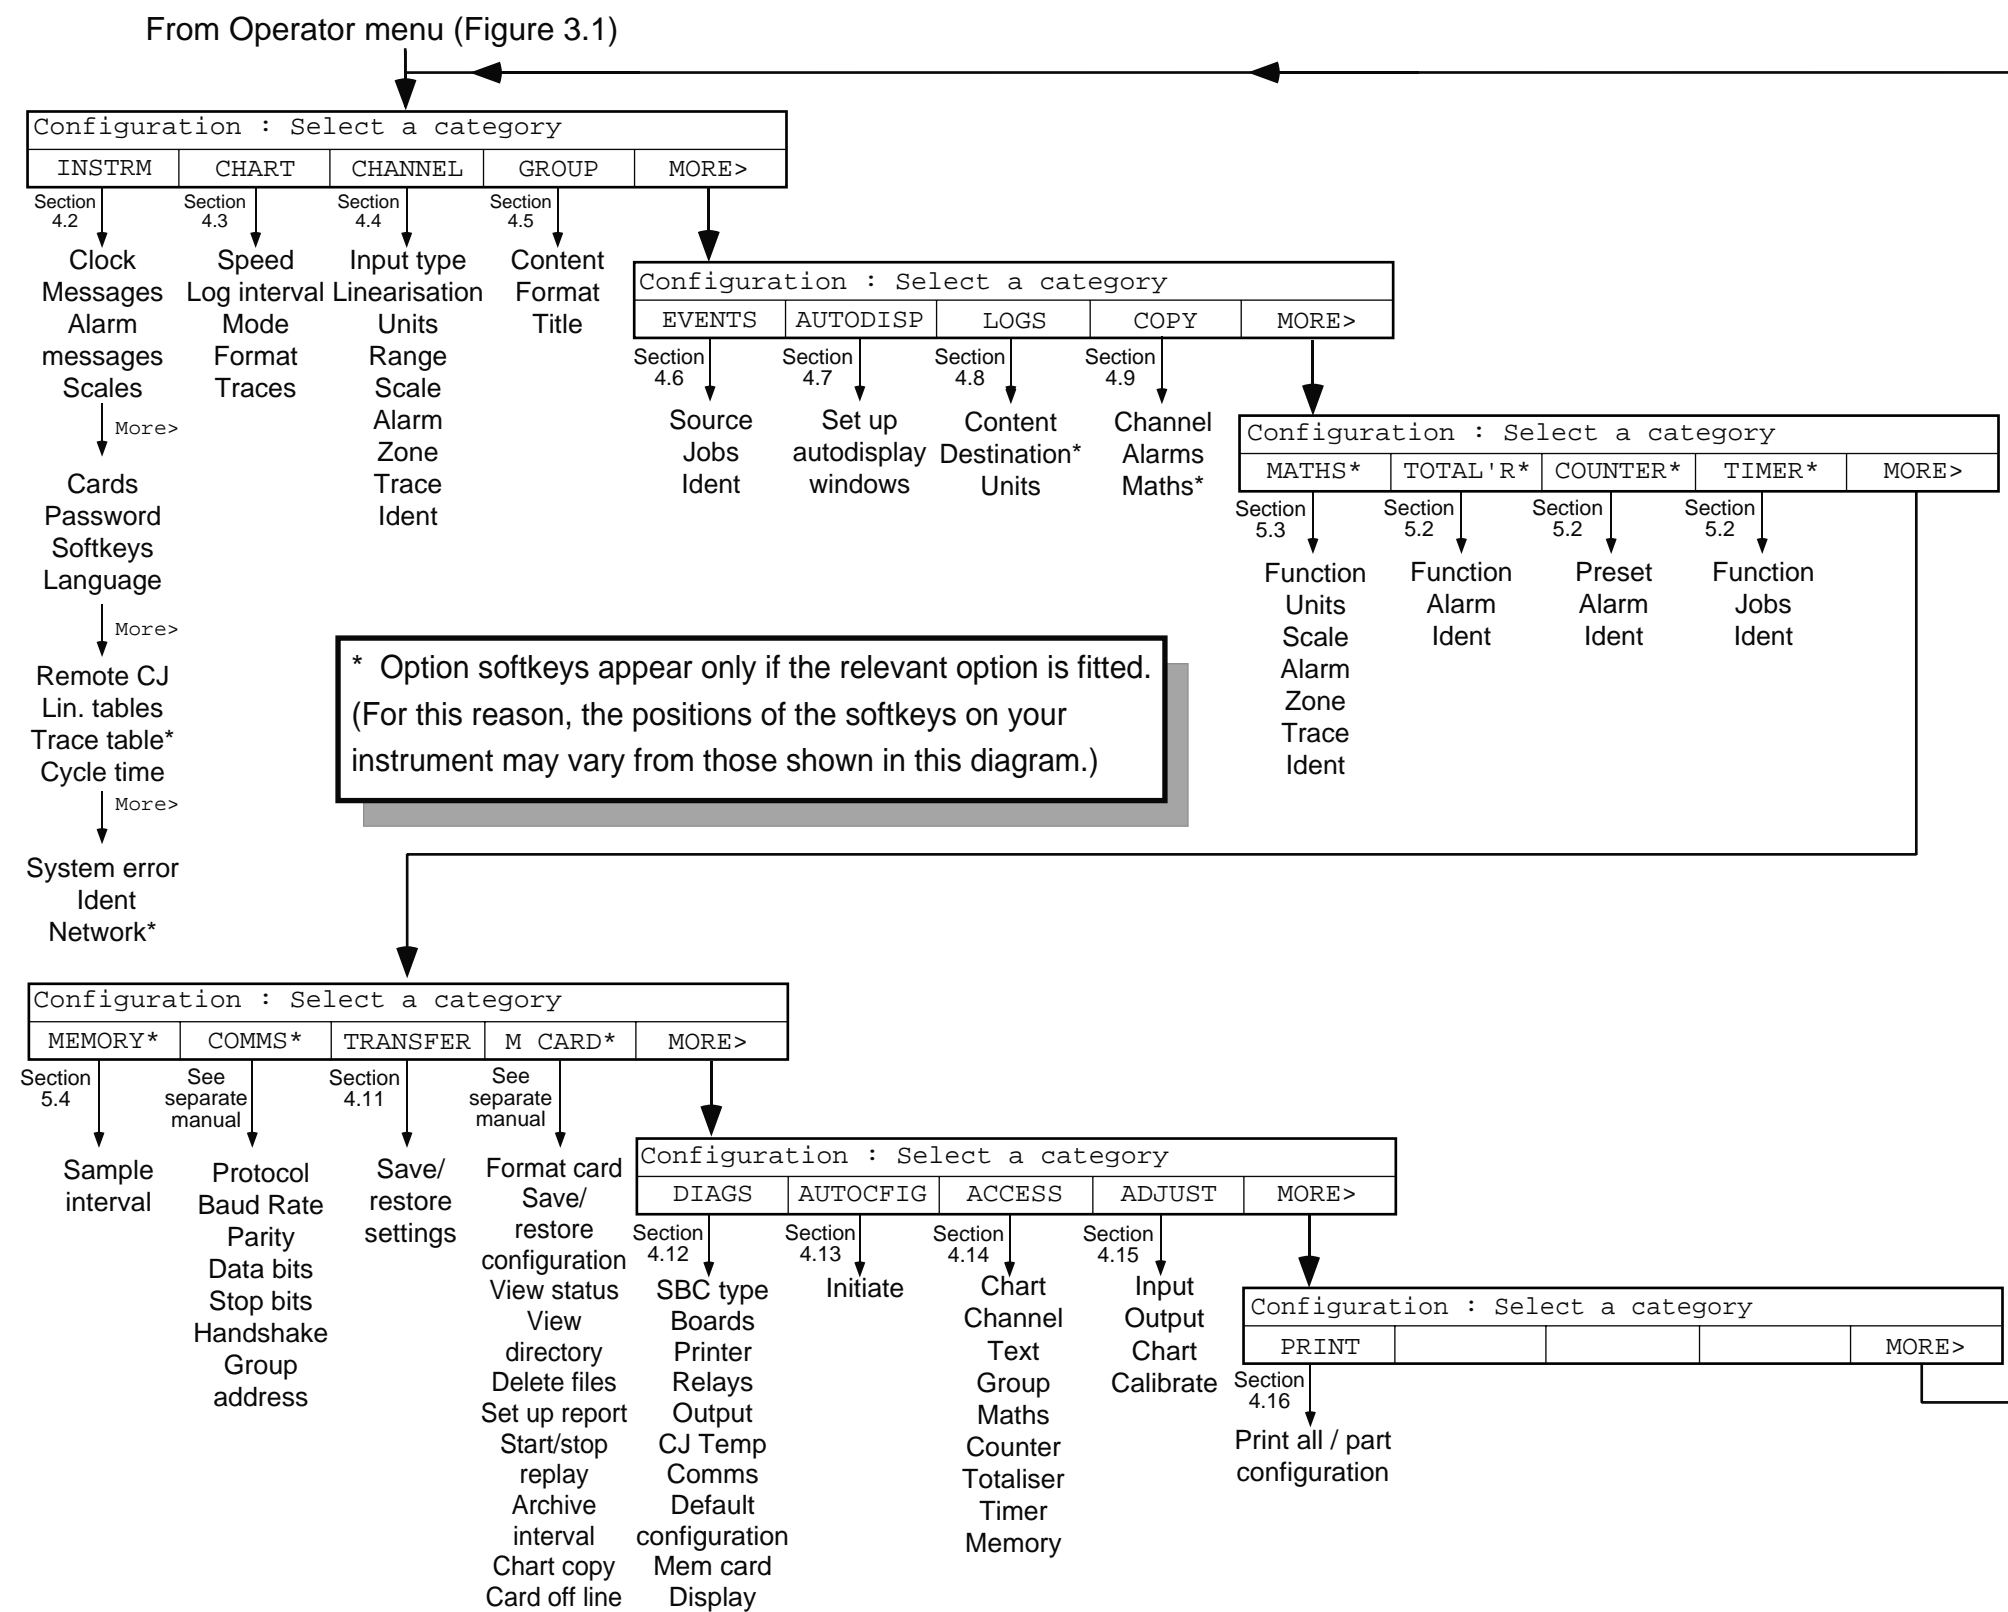 From Operator menu (Figure 3.1)
Configuration : Select a category
INSTRM CHART CHANNEL GROUP MORE>
Section
4.2
Clock
Messages
Alarm
messages
Scales
More>
Cards
Password
Softkeys
Language
More>
Remote CJ
Lin. tables
Trace table*
Cycle time
More>
System error
Ident
Network*
Section
4.3
Speed
Log interval
Mode
Format
Traces
Section
4.4
Input type
Linearisation
Units
Range
Scale
Alarm
Zone
Trace
Ident
Section
4.5
Content
Format
Title
Configuration : Select a category
EVENTS AUTODISP LOGS COPY MORE>
Section
4.6
Source
Jobs
Ident
Section
4.7
Set up
autodisplay
windows
Section
4.8
Content
Destination*
Units
Section
4.9
Channel
Alarms
Maths*
Configuration : Select a category
MATHS* TOTAL'R* COUNTER* TIMER* MORE>
Section
5.3
Function
Units
Scale
Alarm
Zone
Trace
Ident
Section
5.2
Function
Alarm
Ident
Section
5.2
Preset
Alarm
Ident
Section
5.2
Function
Jobs
Ident
* Option softkeys appear only if the relevant option is fitted.
(For this reason, the positions of the softkeys on your
instrument may vary from those shown in this diagram.)
Configuration : Select a category
MEMORY* COMMS* TRANSFER M CARD* MORE>
Section
5.4
Sample
interval
See
separate
manual
Protocol
Baud Rate
Parity
Data bits
Stop bits
Handshake
Group
address
Section
4.11
Save/
restore
settings
See
separate
manual
Format card
Save/
restore
configuration
View status
View
directory
Delete files
Set up report
Start/stop
replay
Archive
interval
Chart copy
Card off line
Configuration : Select a category
DIAGS AUTOCFIG ACCESS ADJUST MORE>
Section
4.12
SBC type
Boards
Printer
Relays
Output
CJ Temp
Comms
Default
configuration
Mem card
Display
Section
4.13
Initiate
Section
4.14
Chart
Channel
Text
Group
Maths
Counter
Totaliser
Timer
Memory
Section
4.15
Input
Output
Chart
Calibrate
Configuration : Select a category
PRINT MORE>
Section
4.16
Print all / part
configuration